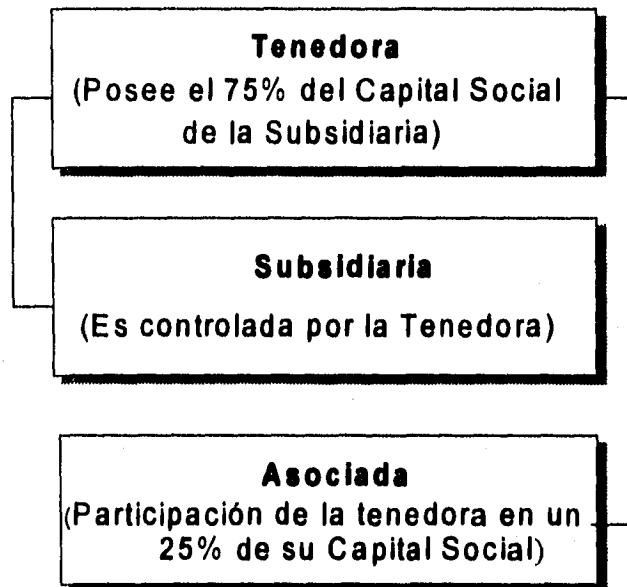 Tenedora
(Posee el 75% del Capital Social
de la Subsidiaria)
Subsidiaria
(Es controlada por la Tenedora)
Asociada
(Participación de la tenedora en un
25% de su Capital Social)